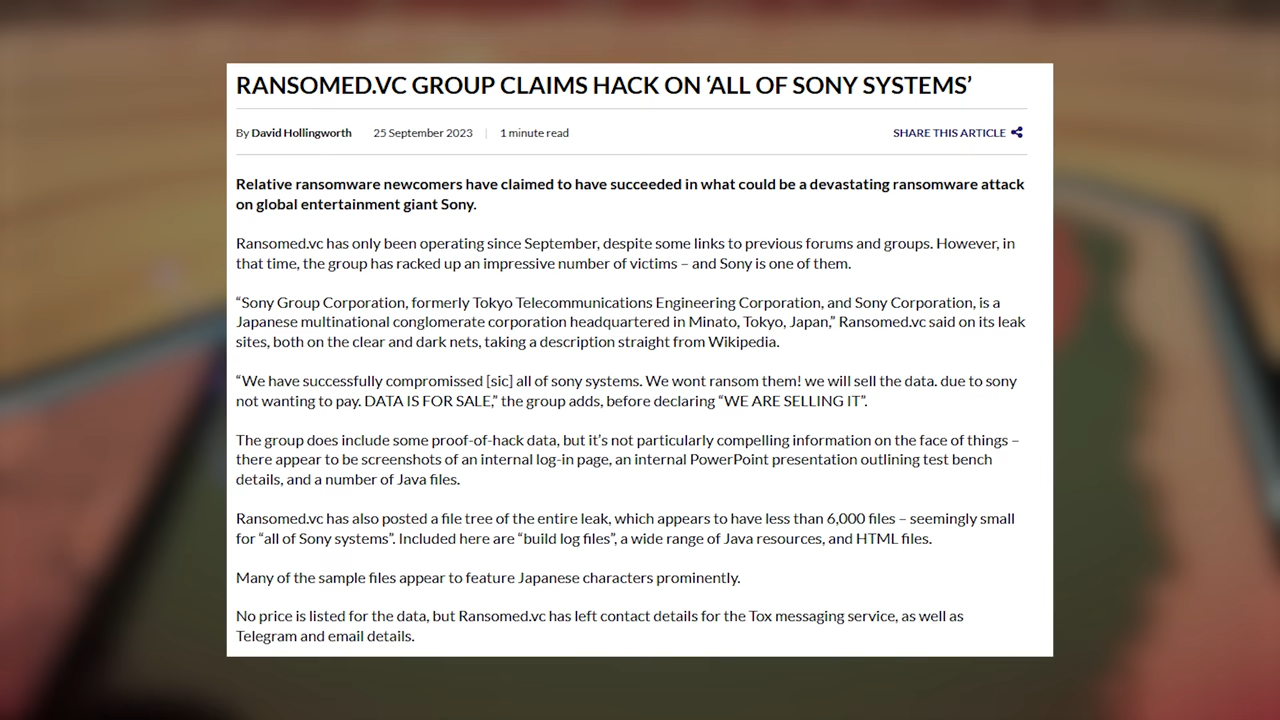 RANSOMED.VC GROUP CLAIMS HACK ON ‘ALL OF SONY SYSTEMS’
By David Hollingworth 25 September 2023 | 1 minute read SHARE THIS ARTICLE
Relative ransomware newcomers have claimed to have succeeded in what could be a devastating ransomware attack
on global entertainment giant Sony.
Ransomed.vc has only been operating since September, despite some links to previous forums and groups. However, in
that time, the group has racked up an impressive number of victims – and Sony is one of them.
“Sony Group Corporation, formerly Tokyo Telecommunications Engineering Corporation, and Sony Corporation, is a
Japanese multinational conglomerate corporation headquartered in Minato, Tokyo, Japan,” Ransomed.vc said on its leak
sites, both on the clear and dark nets, taking a description straight from Wikipedia.
“We have successfully compromissed [sic] all of sony systems. We wont ransom them! we will sell the data. due to sony
not wanting to pay. DATA IS FOR SALE,” the group adds, before declaring “WE ARE SELLING IT”.
The group does include some proof-of-hack data, but it’s not particularly compelling information on the face of things –
there appear to be screenshots of an internal log-in page, an internal PowerPoint presentation outlining test bench
details, and a number of Java files.
Ransomed.vc has also posted a file tree of the entire leak, which appears to have less than 6,000 files – seemingly small
for “all of Sony systems”. Included here are “build log files”, a wide range of Java resources, and HTML files.
Many of the sample files appear to feature Japanese characters prominently.
No price is listed for the data, but Ransomed.vc has left contact details for the Tox messaging service, as well as
Telegram and email details.